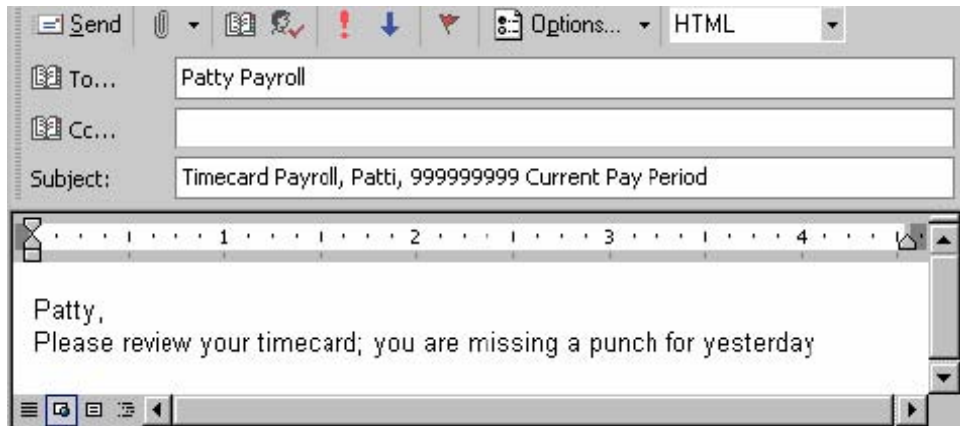 Send Options... HTML
To... Patty Payroll
Cc...
Subject: Timecard Payroll, Patti, 999999999 Current Pay Period
1 2 3 4
Patty,
Please review your timecard; you are missing a punch for yesterday